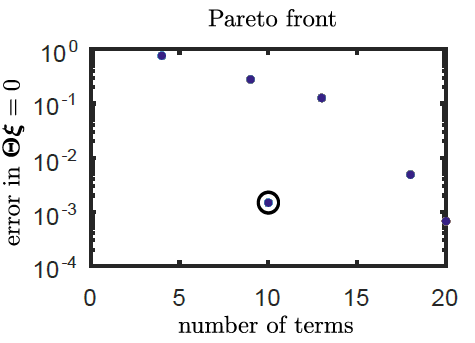 Pareto front
error in Θξ = 0
10^0
10^-1
10^-2
10^-3
10^-4
0 5 10 15 20
number of terms